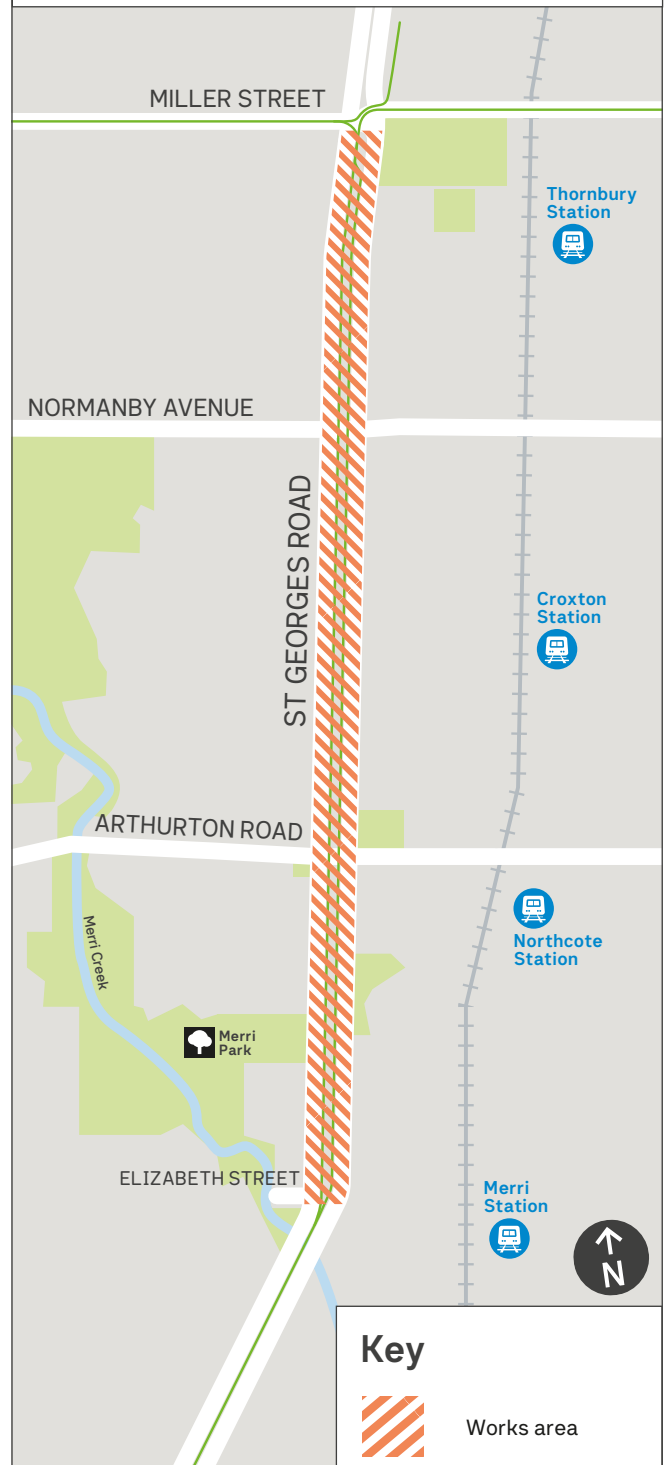 MILLER STREET
Thornbury
Station
NORMANBY AVENUE
ST GEORGES ROAD
Croxton
Station
ARTHURTON ROAD
Merri Creek
Northcote
Station
Merri
Park
ELIZABETH STREET
Merri
Station
N
Key
Works area